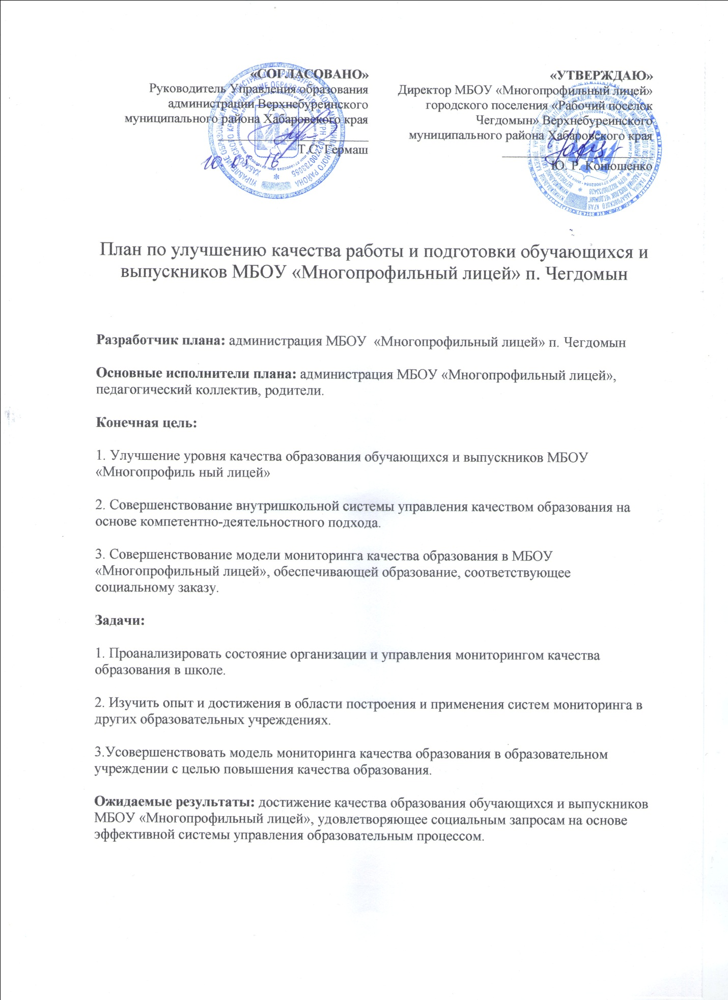 «СОГЛАСОВАНО»
Руководитель Управления образования
администрации Верхнебуреинского
муниципального района Хабаровского края
Т.С. Гермаш
10 03 16
«УТВЕРЖДАЮ»
Директор МБОУ «Многопрофильный лицей»
городского поселения «Рабочий поселок
Чегдомын» Верхнебуреинского
муниципального района Хабаровского края
Ю. Р. Конюшенко
План по улучшению качества работы и подготовки обучающихся и
выпускников МБОУ «Многопрофильный лицей» п. Чегдомын
Разработчик плана: администрация МБОУ «Многопрофильный лицей» п. Чегдомын
Основные исполнители плана: администрация МБОУ «Многопрофильный лицей»,
педагогический коллектив, родители.
Конечная цель:
1. Улучшение уровня качества образования обучающихся и выпускников МБОУ
«Многопрофиль ный лицей»
2. Совершенствование внутришкольной системы управления качеством образования на
основе компетентно-деятельностного подхода.
3. Совершенствование модели мониторинга качества образования в МБОУ
«Многопрофильный лицей», обеспечивающей образование, соответствующее
социальному заказу.
Задачи:
1. Проанализировать состояние организации и управления мониторингом качества
образования в школе.
2. Изучить опыт и достижения в области построения и применения систем мониторинга в
других образовательных учреждениях.
3.Усовершенствовать модель мониторинга качества образования в образовательном
учреждении с целью повышения качества образования.
Ожидаемые результаты: достижение качества образования обучающихся и выпускников
МБОУ «Многопрофильный лицей», удовлетворяющее социальным запросам на основе
эффективной системы управления образовательным процессом.